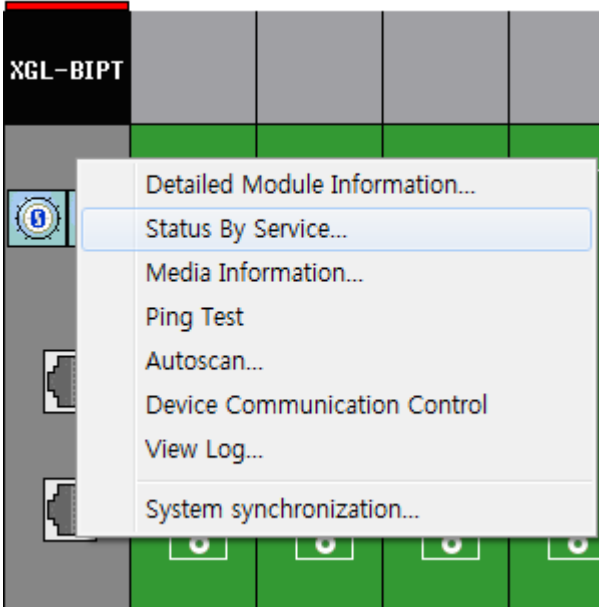 XGL-BIPT
Detailed Module Information...
Status By Service...
Media Information...
Ping Test
Autoscan...
Device Communication Control
View Log...
System synchronization...